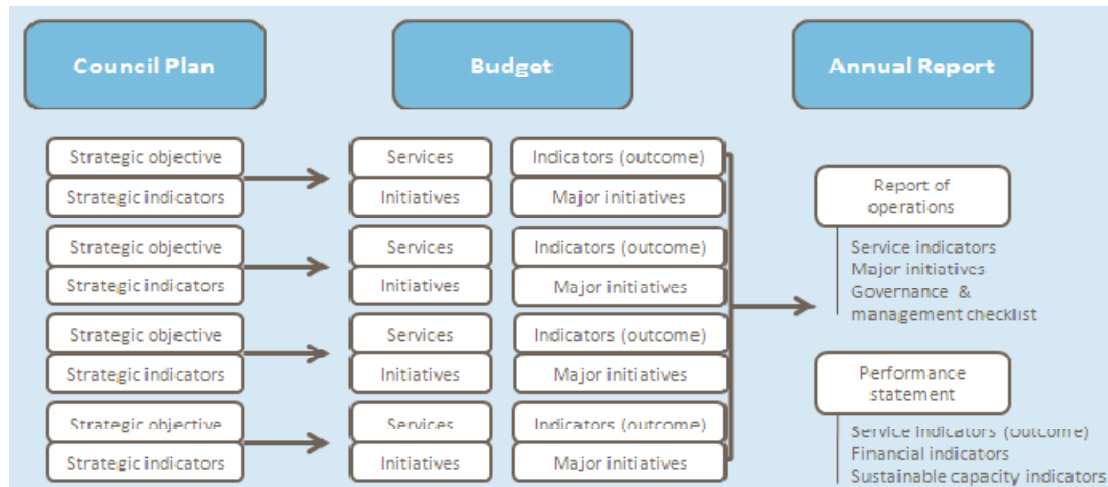 Council Plan
Budget
Annual Report
Strategic objective
Strategic indicators
Services
Initiatives
Indicators (outcome)
Major initiatives
Strategic objective
Strategic indicators
Services
Initiatives
Indicators (outcome)
Major initiatives
Strategic objective
Strategic indicators
Services
Initiatives
Indicators (outcome)
Major initiatives
Strategic objective
Strategic indicators
Services
Initiatives
Indicators (outcome)
Major initiatives
Report of
operations
Service indicators
Major initiatives
Governance &
management checklist
Performance
statement
Service indicators (outcome)
Financial indicators
Sustainable capacity indicators